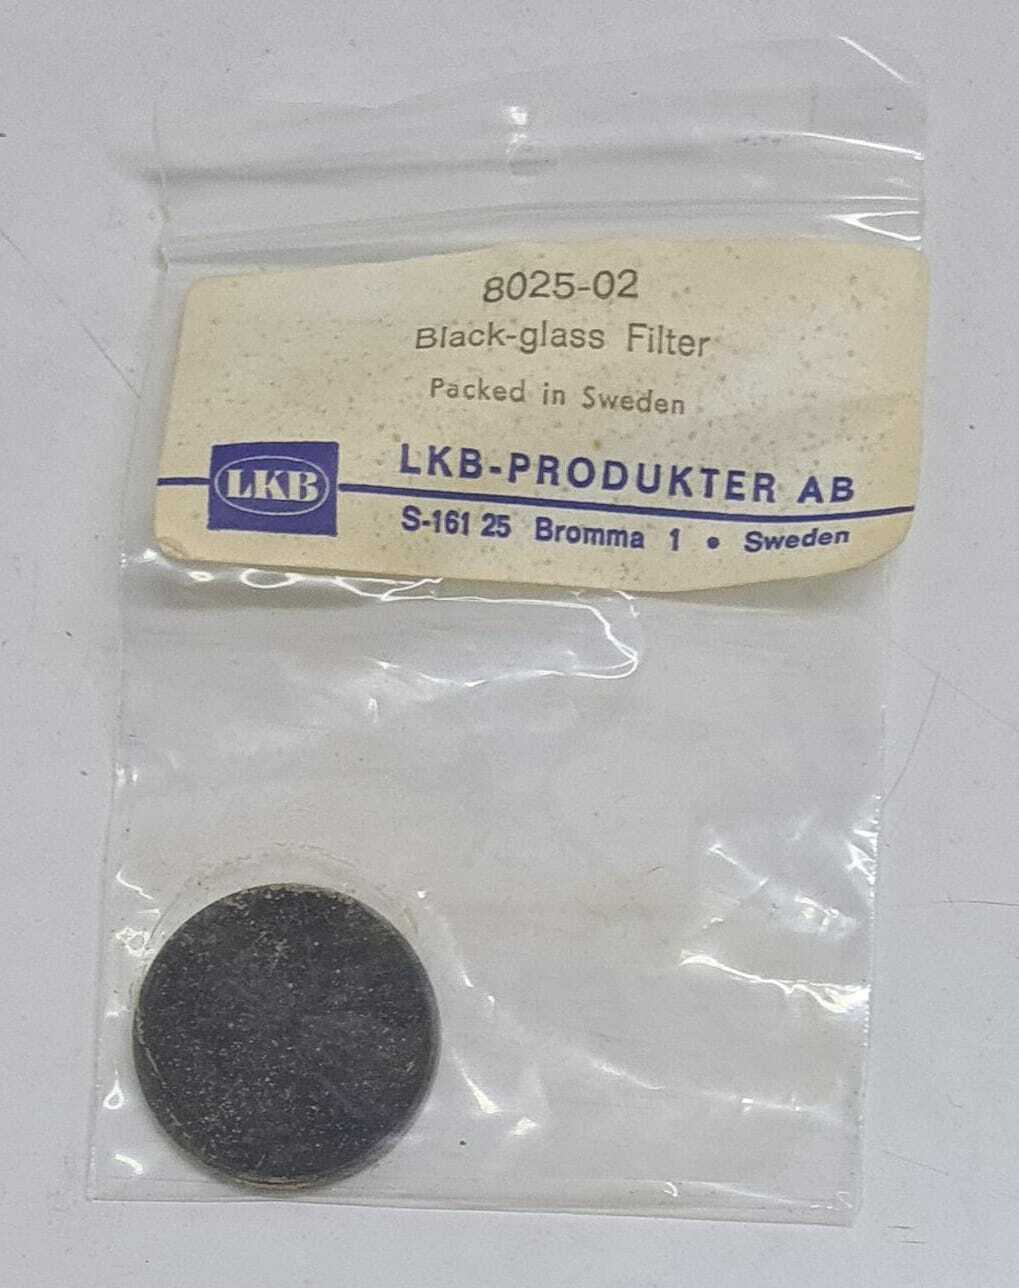 8025-02
Black-glass Filter
Packed in Sweden
LKB
LKB-PRODUKTER AB
S-161 25 Bromma 1 • Sweden